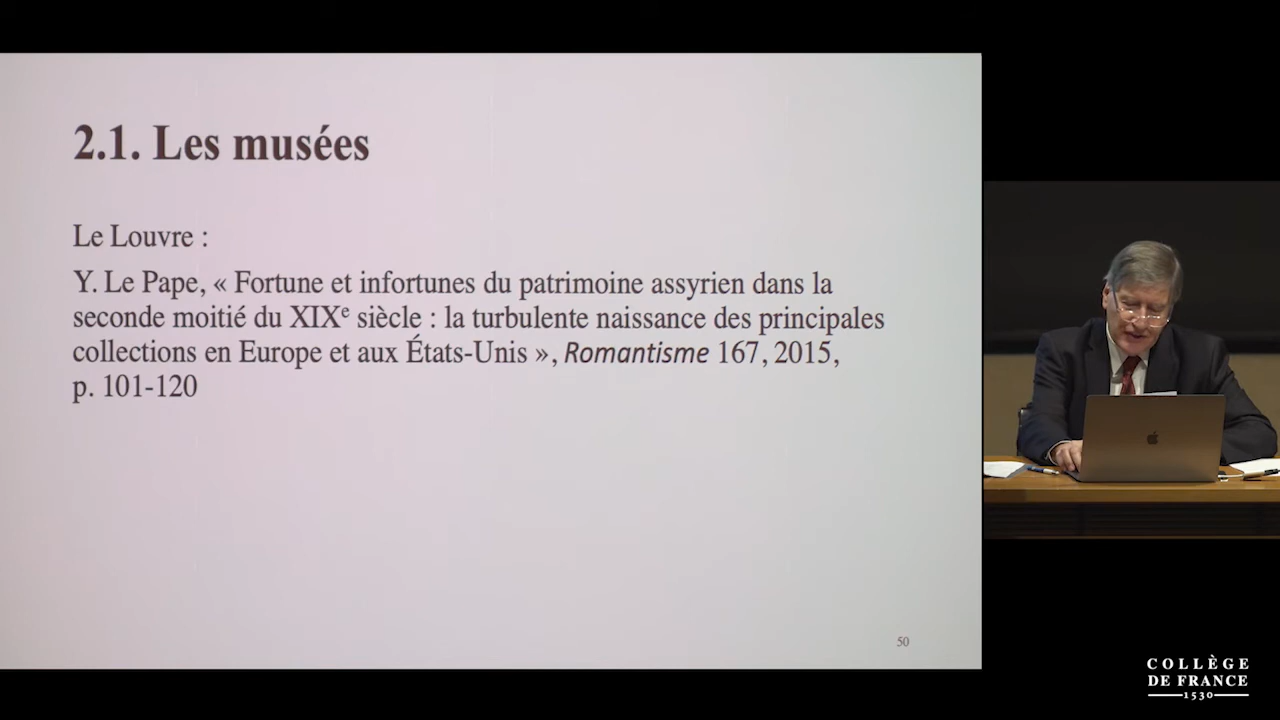 2.1. Les musées
Le Louvre :
Y. Le Pape, « Fortune et infortunes du patrimoine assyrien dans la
seconde moitié du XIXe siècle : la turbulente naissance des principales
collections en Europe et aux États-Unis », Romantisme 167, 2015,
p. 101-120
50
COLLÈGE
DE FRANCE
1530